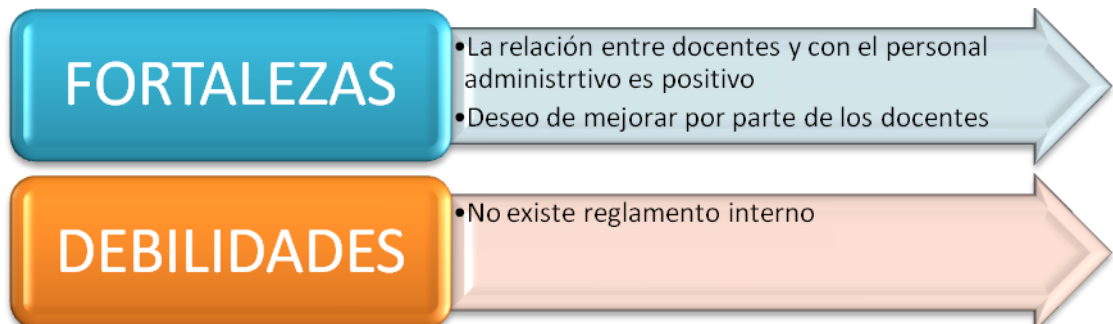 FORTALEZAS
•La relación entre docentes y con el personal
administrtivo es positivo
•Deseo de mejorar por parte de los docentes
DEBILIDADES
•No existe reglamento interno